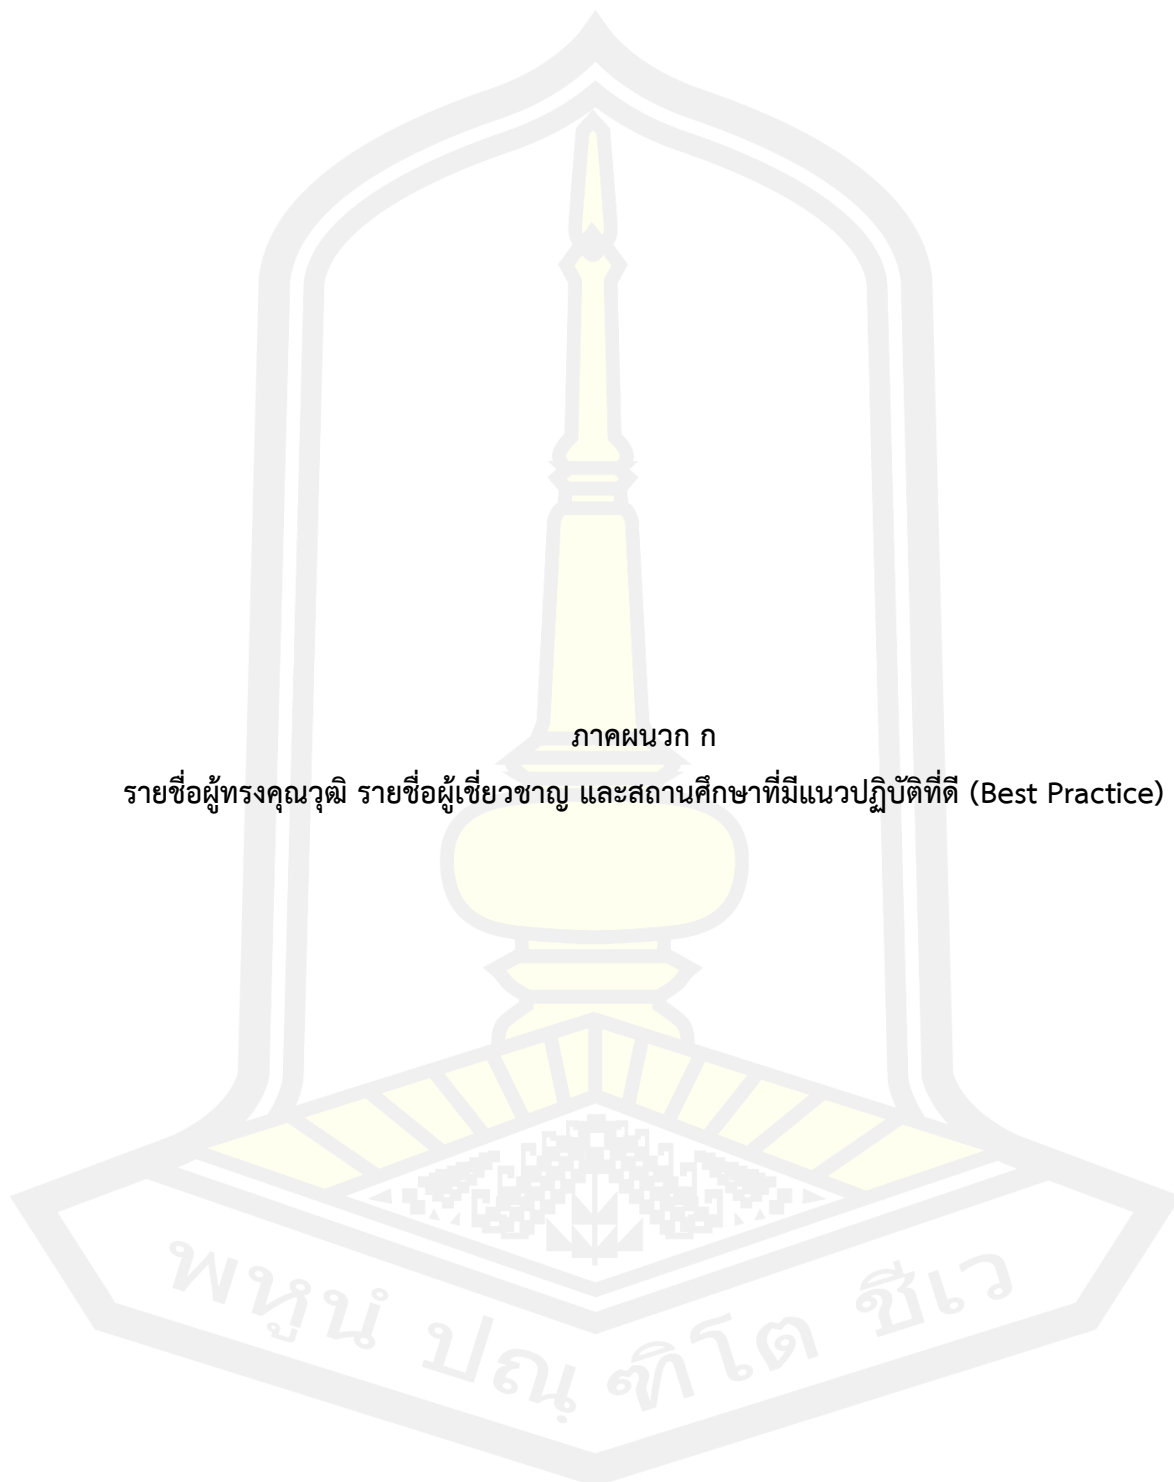 ภาคผนวก ก
รายชื่อผู้ทรงคุณวุฒิ รายชื่อผู้เชี่ยวชาญ และสถานศึกษาที่มีแนวปฏิบัติที่ดี (Best Practice)
พหูนํ ปณฺฑิโต ชีเว